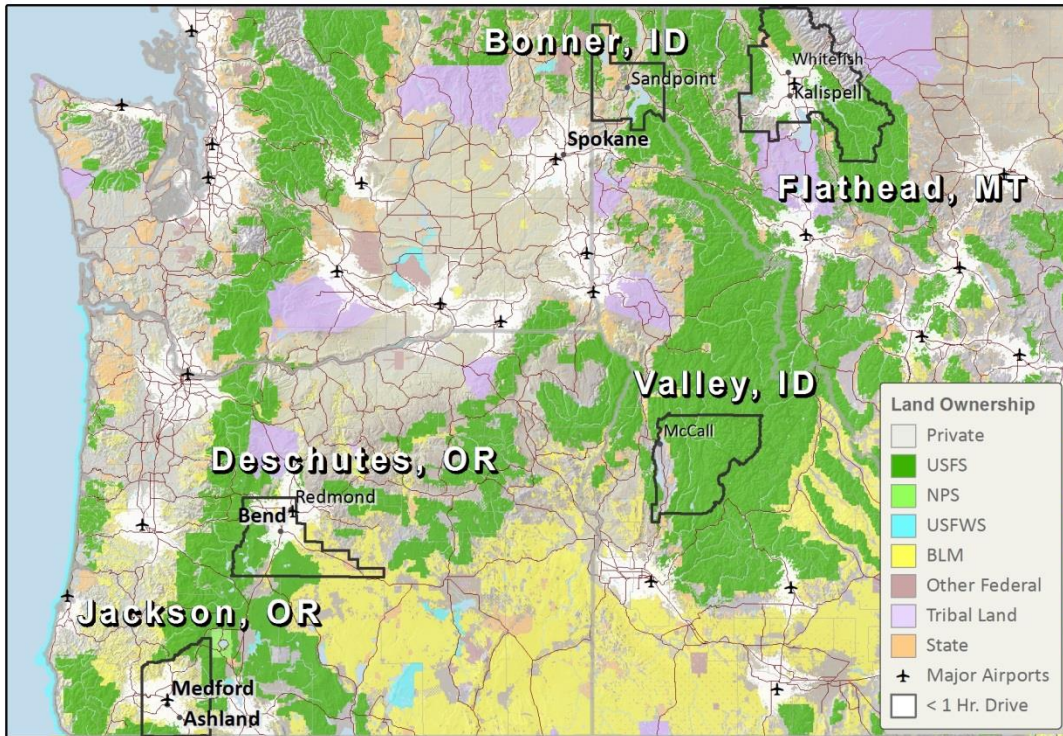 Bonner, ID
Sandpoint
Whitefish
Kalispell
Spokane
Flathead, MT
Valley, ID
McCall
Deschutes, OR
Redmond
Bend
Jackson, OR
Medford
Ashland
Land Ownership
Private
USFS
NPS
USFWS
BLM
Other Federal
Tribal Land
State
Major Airports
< 1 Hr. Drive